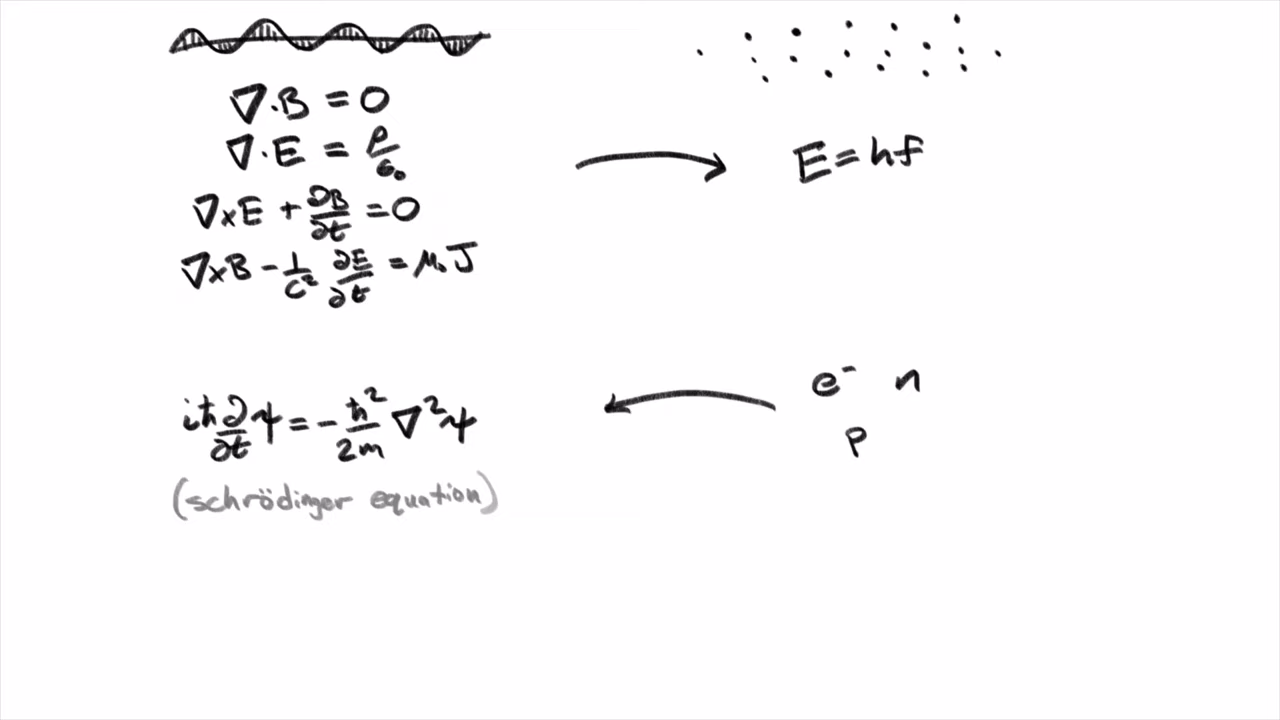 ∇·B = 0
∇·E = ρ/ε₀
E = hf
∇×E + ∂B/∂t = 0
∇×B - 1/c² ∂E/∂t = μ₀J
e⁻ n
p
iħ ∂/∂t ψ = - ħ²/2m ∇²ψ
(schrödinger equation)